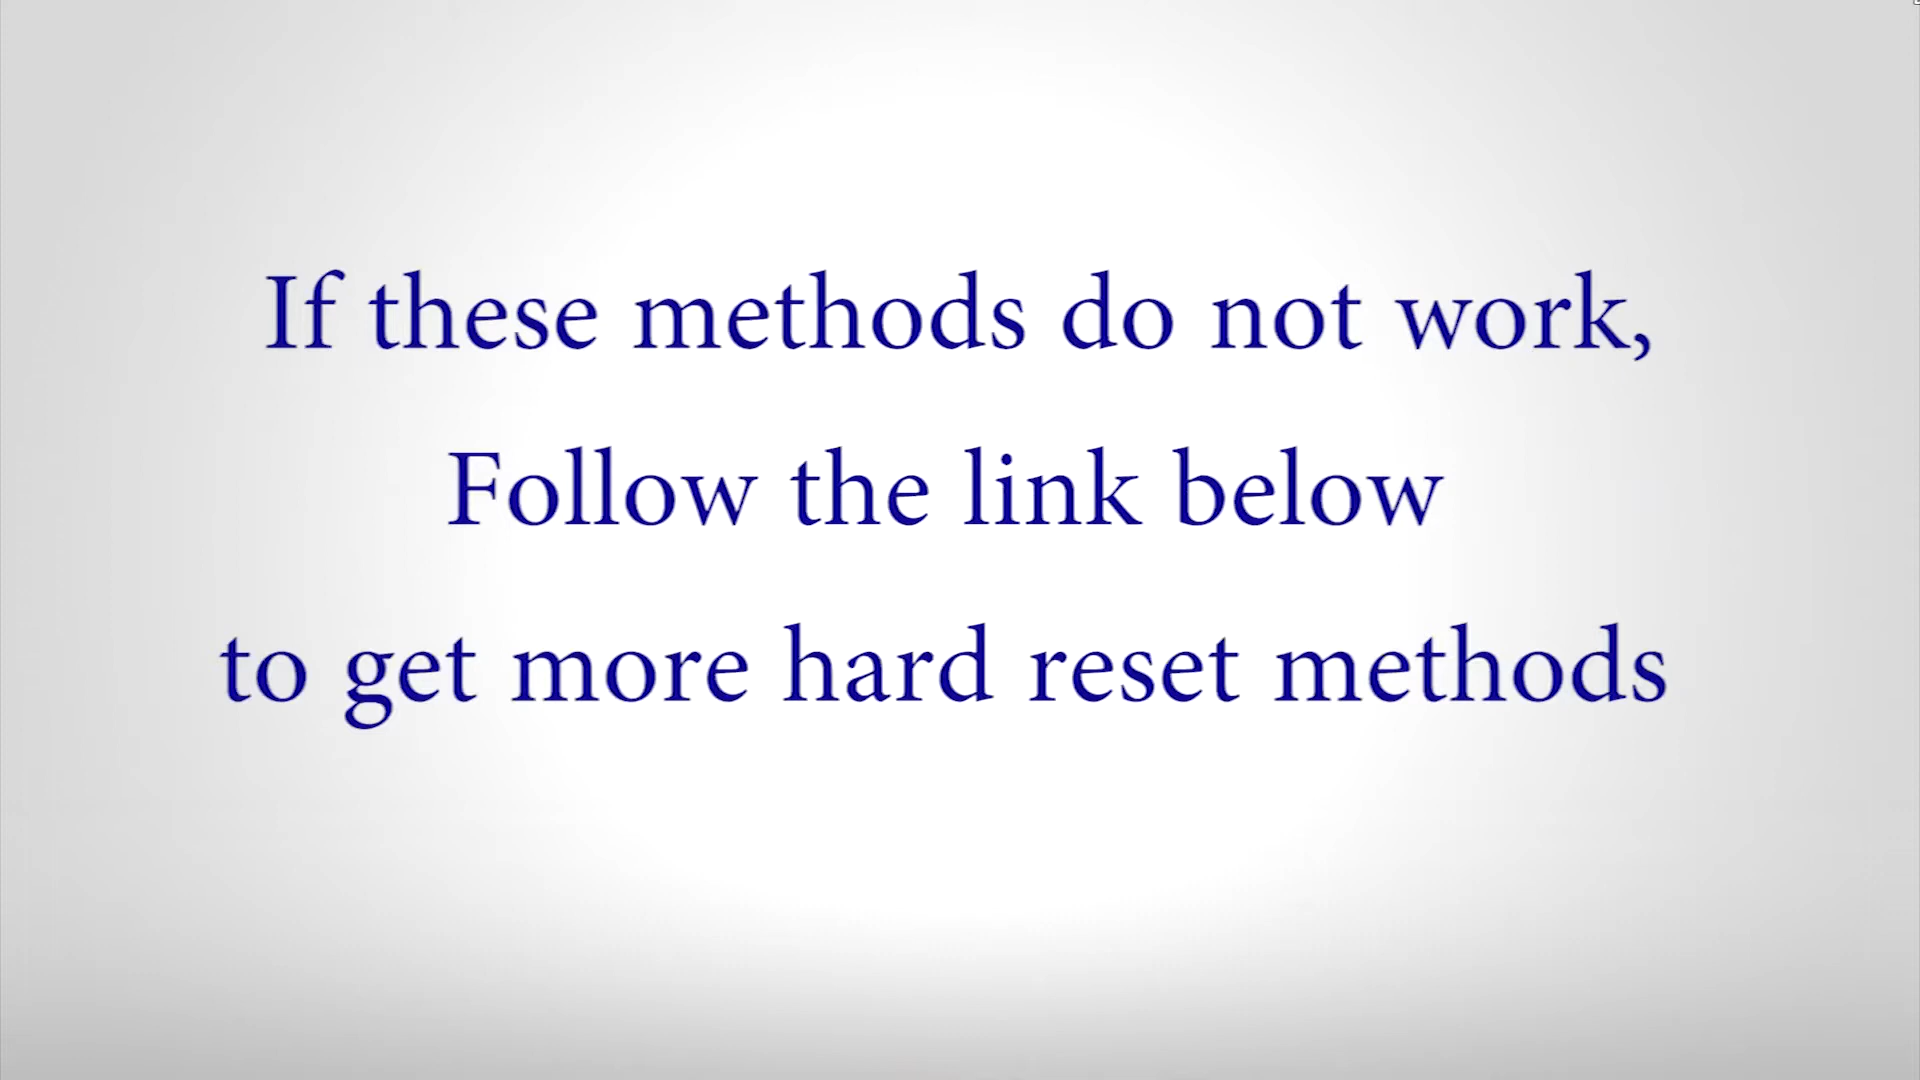 If these methods do not work,
Follow the link below
to get more hard reset methods